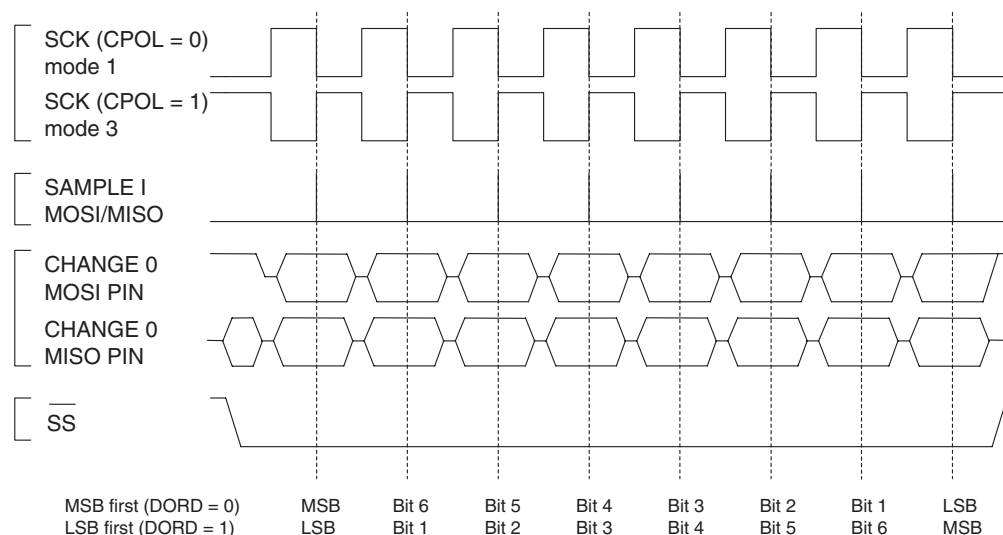 SCK (CPOL = 0)
mode 1
SCK (CPOL = 1)
mode 3
SAMPLE I
MOSI/MISO
CHANGE 0
MOSI PIN
CHANGE 0
MISO PIN
SS
MSB first (DORD = 0) MSB Bit 6 Bit 5 Bit 4 Bit 3 Bit 2 Bit 1 LSB
LSB first (DORD = 1) LSB Bit 1 Bit 2 Bit 3 Bit 4 Bit 5 Bit 6 MSB